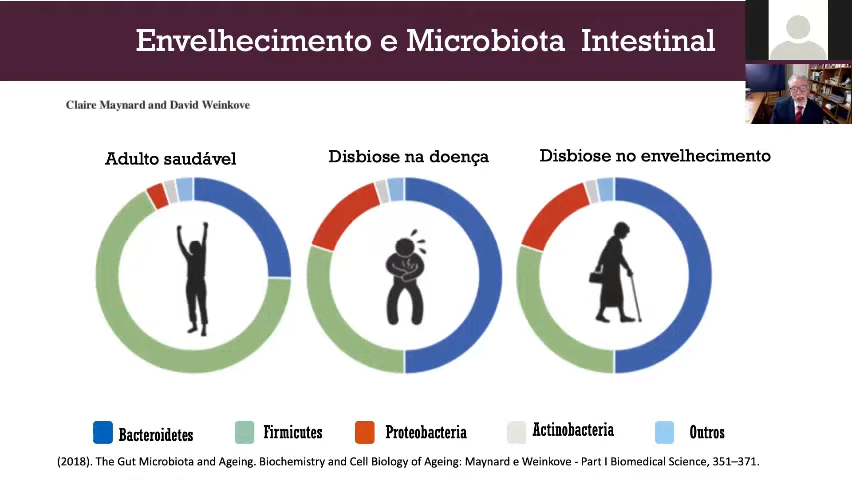 Envelhecimento e Microbiota Intestinal
Claire Maynard and David Weinkove
Adulto saudável
Disbiose na doença
Disbiose no envelhecimento
Bacteroidetes
Firmicutes
Proteobacteria
Actinobacteria
Outros
(2018). The Gut Microbiota and Ageing. Biochemistry and Cell Biology of Ageing: Maynard e Weinkove - Part I Biomedical Science, 351–371.